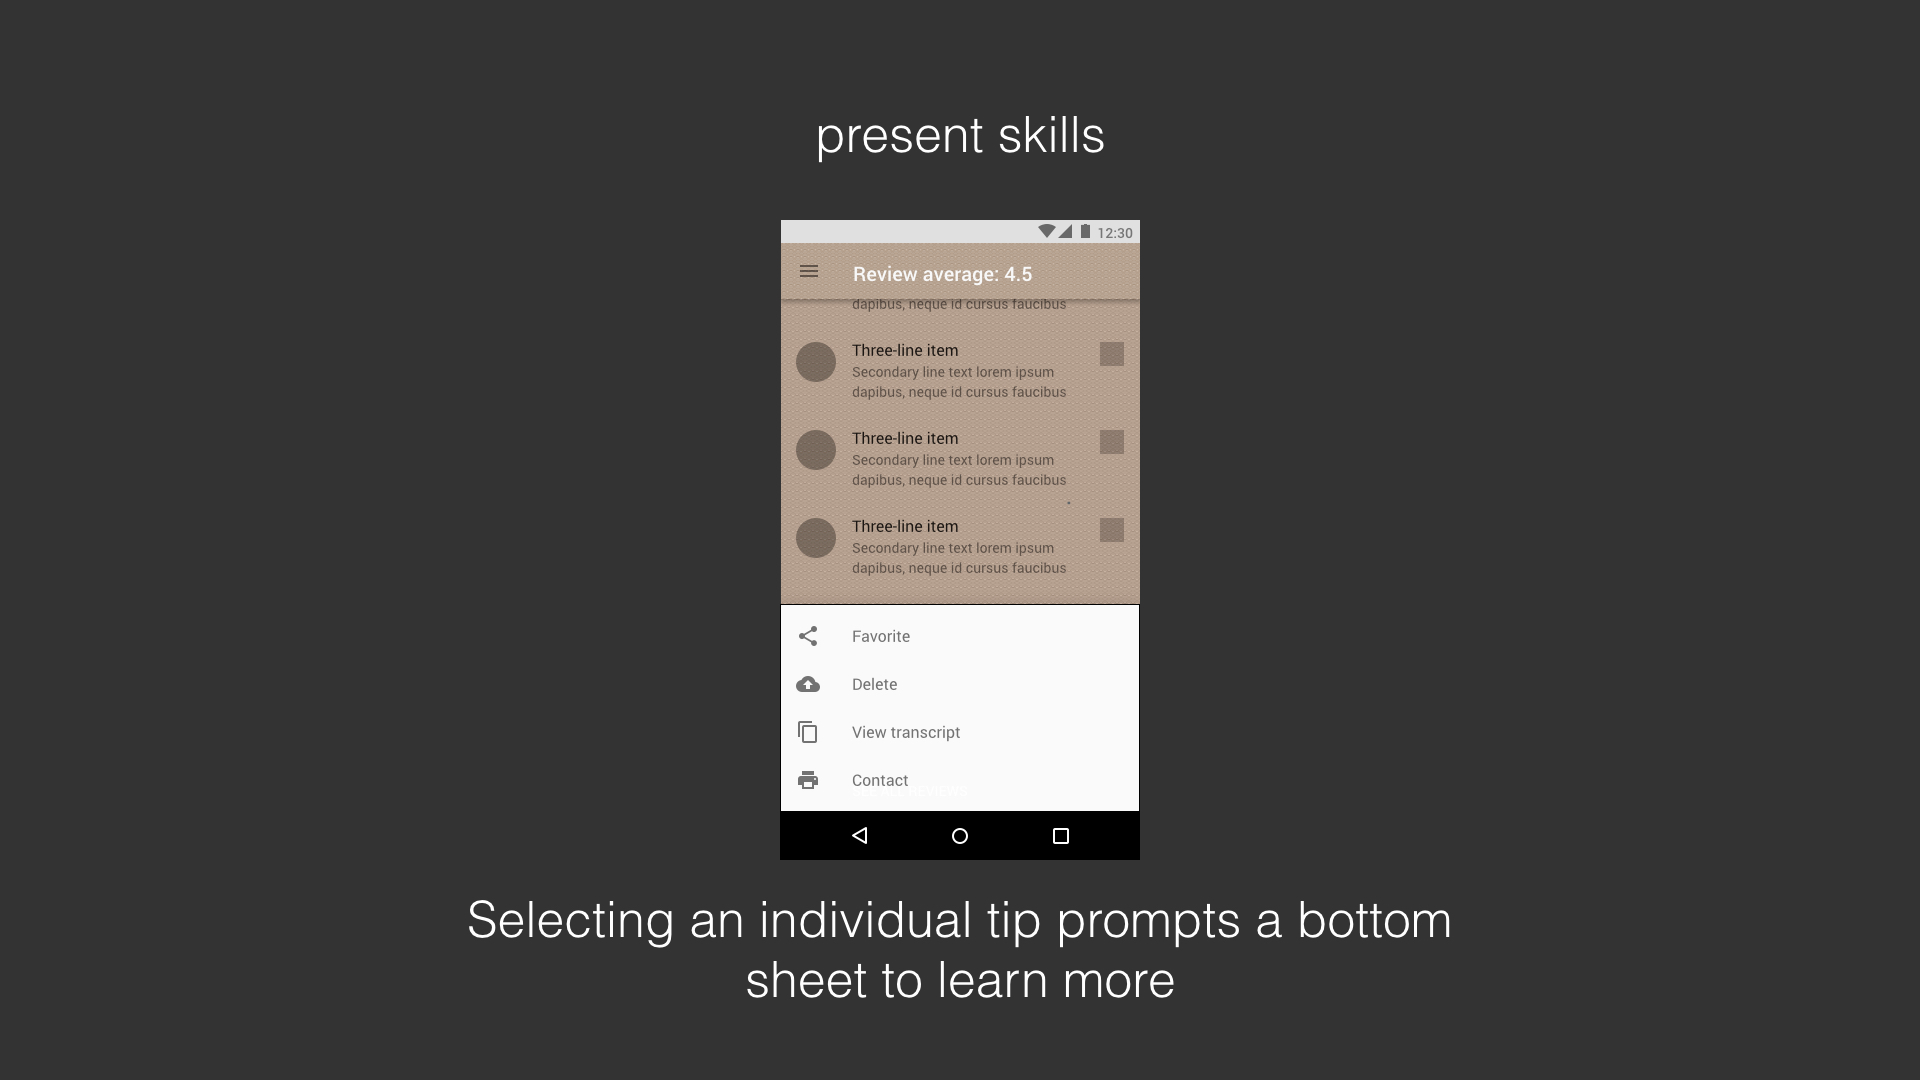 present skills
12:30
Review average: 4.5
dapibus, neque id cursus faucibus
Three-line item
Secondary line text lorem ipsum
dapibus, neque id cursus faucibus
Three-line item
Secondary line text lorem ipsum
dapibus, neque id cursus faucibus
Three-line item
Secondary line text lorem ipsum
dapibus, neque id cursus faucibus
Favorite
Delete
View transcript
Contact
Selecting an individual tip prompts a bottom
sheet to learn more